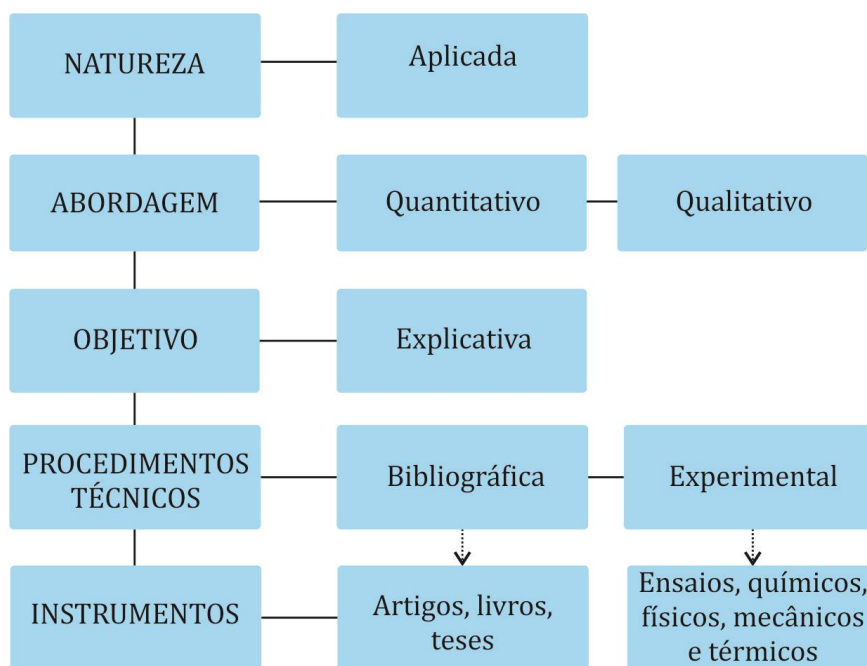 NATUREZA
Aplicada
ABORDAGEM
Quantitativo
Qualitativo
OBJETIVO
Explicativa
PROCEDIMENTOS
TÉCNICOS
Bibliográfica
Experimental
INSTRUMENTOS
Artigos, livros,
teses
Ensaios, químicos,
físicos, mecânicos
e térmicos